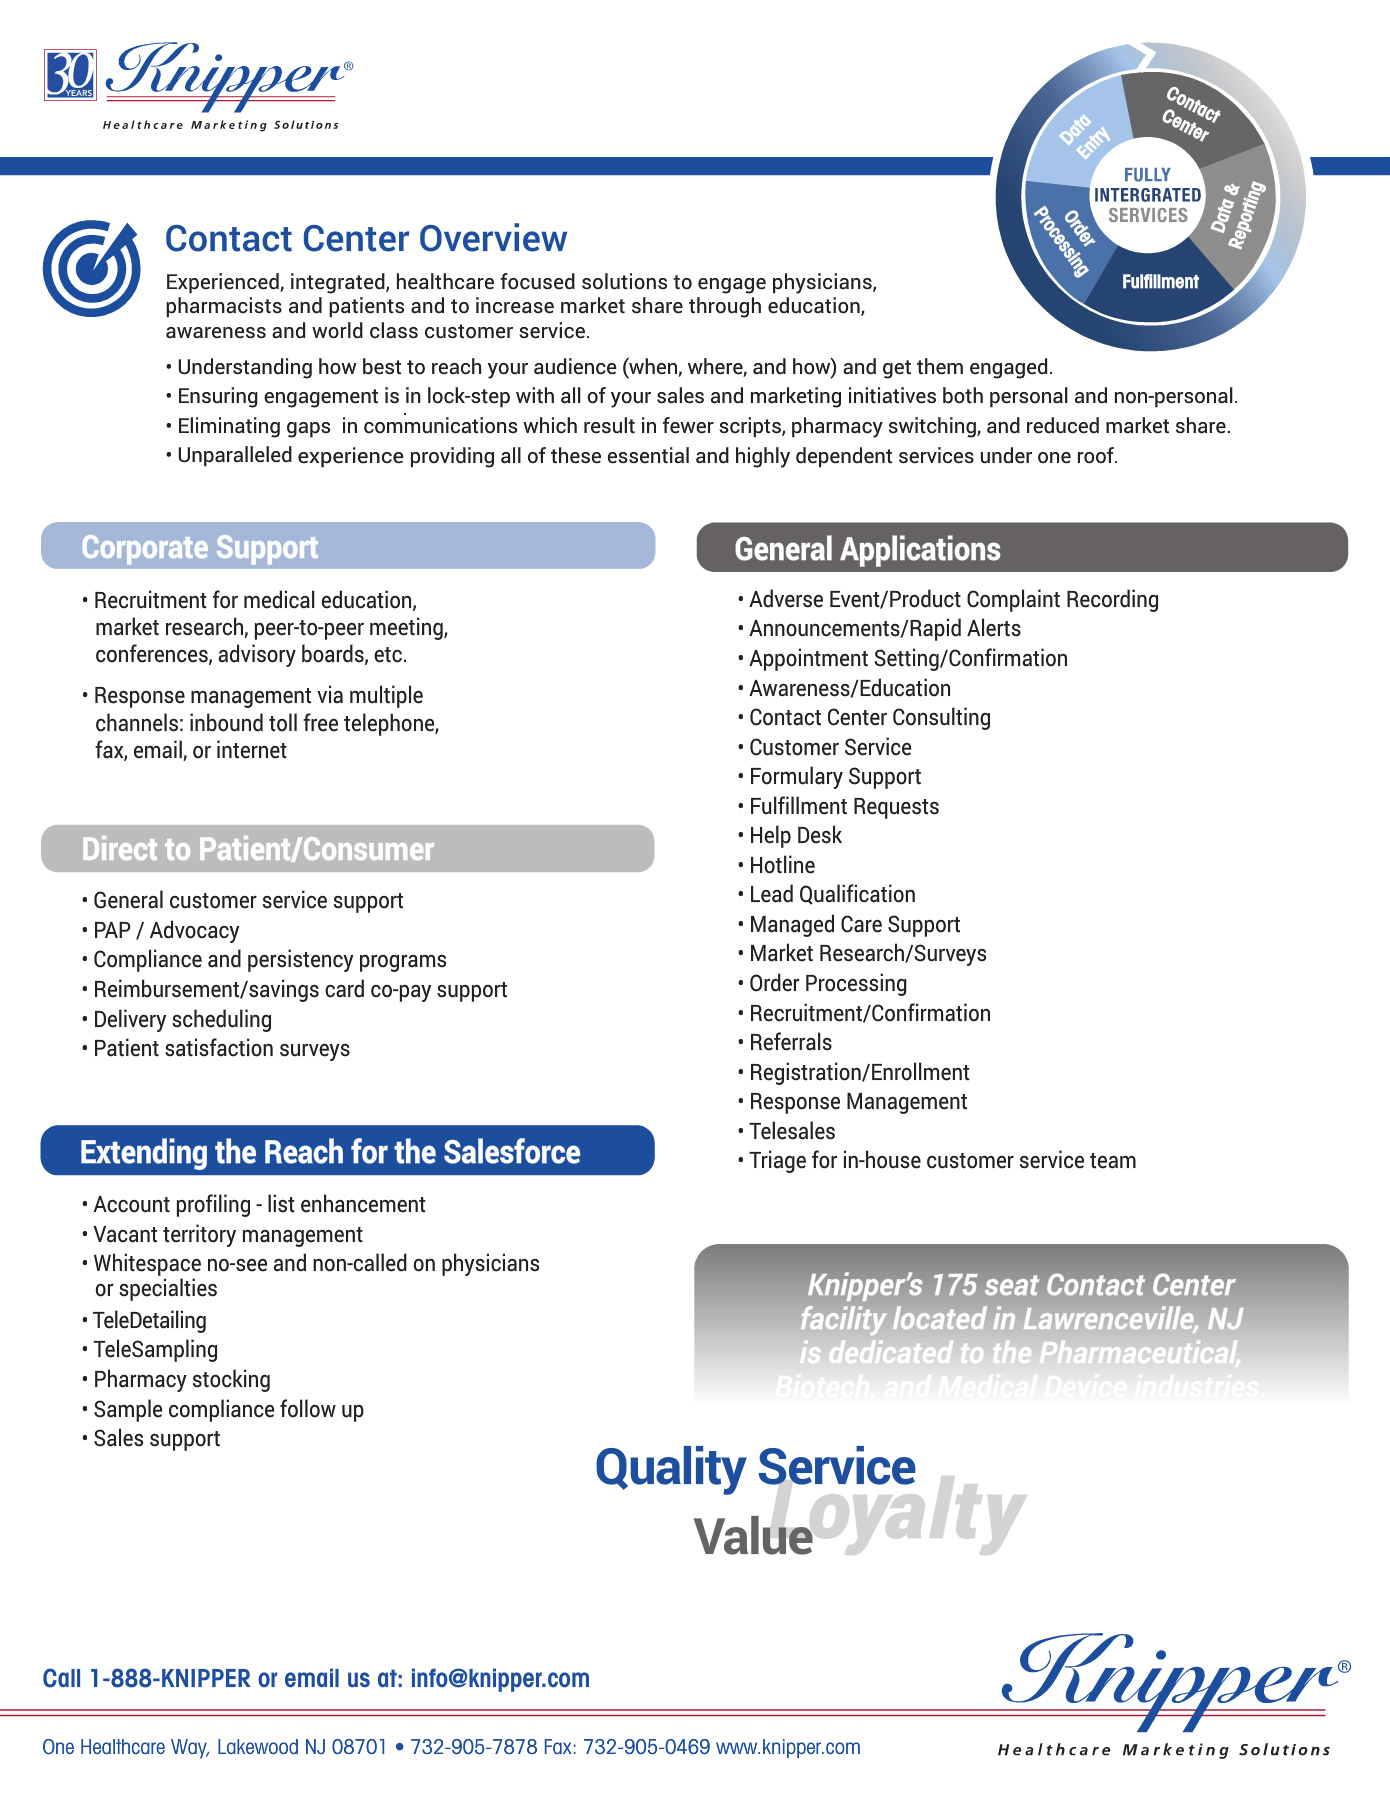 30 YEARS
Knipper®
Healthcare Marketing Solutions
Contact
Center
Data
Entry
Data &
Reporting
Order
Processing
Fulfillment
FULLY
INTERGRATED
SERVICES
Contact Center Overview
Experienced, integrated, healthcare focused solutions to engage physicians,
pharmacists and patients and to increase market share through education,
awareness and world class customer service.
• Understanding how best to reach your audience (when, where, and how) and get them engaged.
• Ensuring engagement is in lock-step with all of your sales and marketing initiatives both personal and non-personal.
• Eliminating gaps in communications which result in fewer scripts, pharmacy switching, and reduced market share.
• Unparalleled experience providing all of these essential and highly dependent services under one roof.
Corporate Support
• Recruitment for medical education,
market research, peer-to-peer meeting,
conferences, advisory boards, etc.
• Response management via multiple
channels: inbound toll free telephone,
fax, email, or internet
Direct to Patient/Consumer
• General customer service support
• PAP / Advocacy
• Compliance and persistency programs
• Reimbursement/savings card co-pay support
• Delivery scheduling
• Patient satisfaction surveys
Extending the Reach for the Salesforce
• Account profiling - list enhancement
• Vacant territory management
• Whitespace no-see and non-called on physicians
or specialties
• TeleDetailing
• TeleSampling
• Pharmacy stocking
• Sample compliance follow up
• Sales support
General Applications
• Adverse Event/Product Complaint Recording
• Announcements/Rapid Alerts
• Appointment Setting/Confirmation
• Awareness/Education
• Contact Center Consulting
• Customer Service
• Formulary Support
• Fulfillment Requests
• Help Desk
• Hotline
• Lead Qualification
• Managed Care Support
• Market Research/Surveys
• Order Processing
• Recruitment/Confirmation
• Referrals
• Registration/Enrollment
• Response Management
• Telesales
• Triage for in-house customer service team
Knipper's 175 seat Contact Center
facility located in Lawrenceville, NJ
is dedicated to the Pharmaceutical,
Biotech, and Medical Device industries.
Quality Service
Loyalty
Value
Call 1-888-KNIPPER or email us at: info@knipper.com
One Healthcare Way, Lakewood NJ 08701 • 732-905-7878 Fax: 732-905-0469 www.knipper.com
Knipper®
Healthcare Marketing Solutions